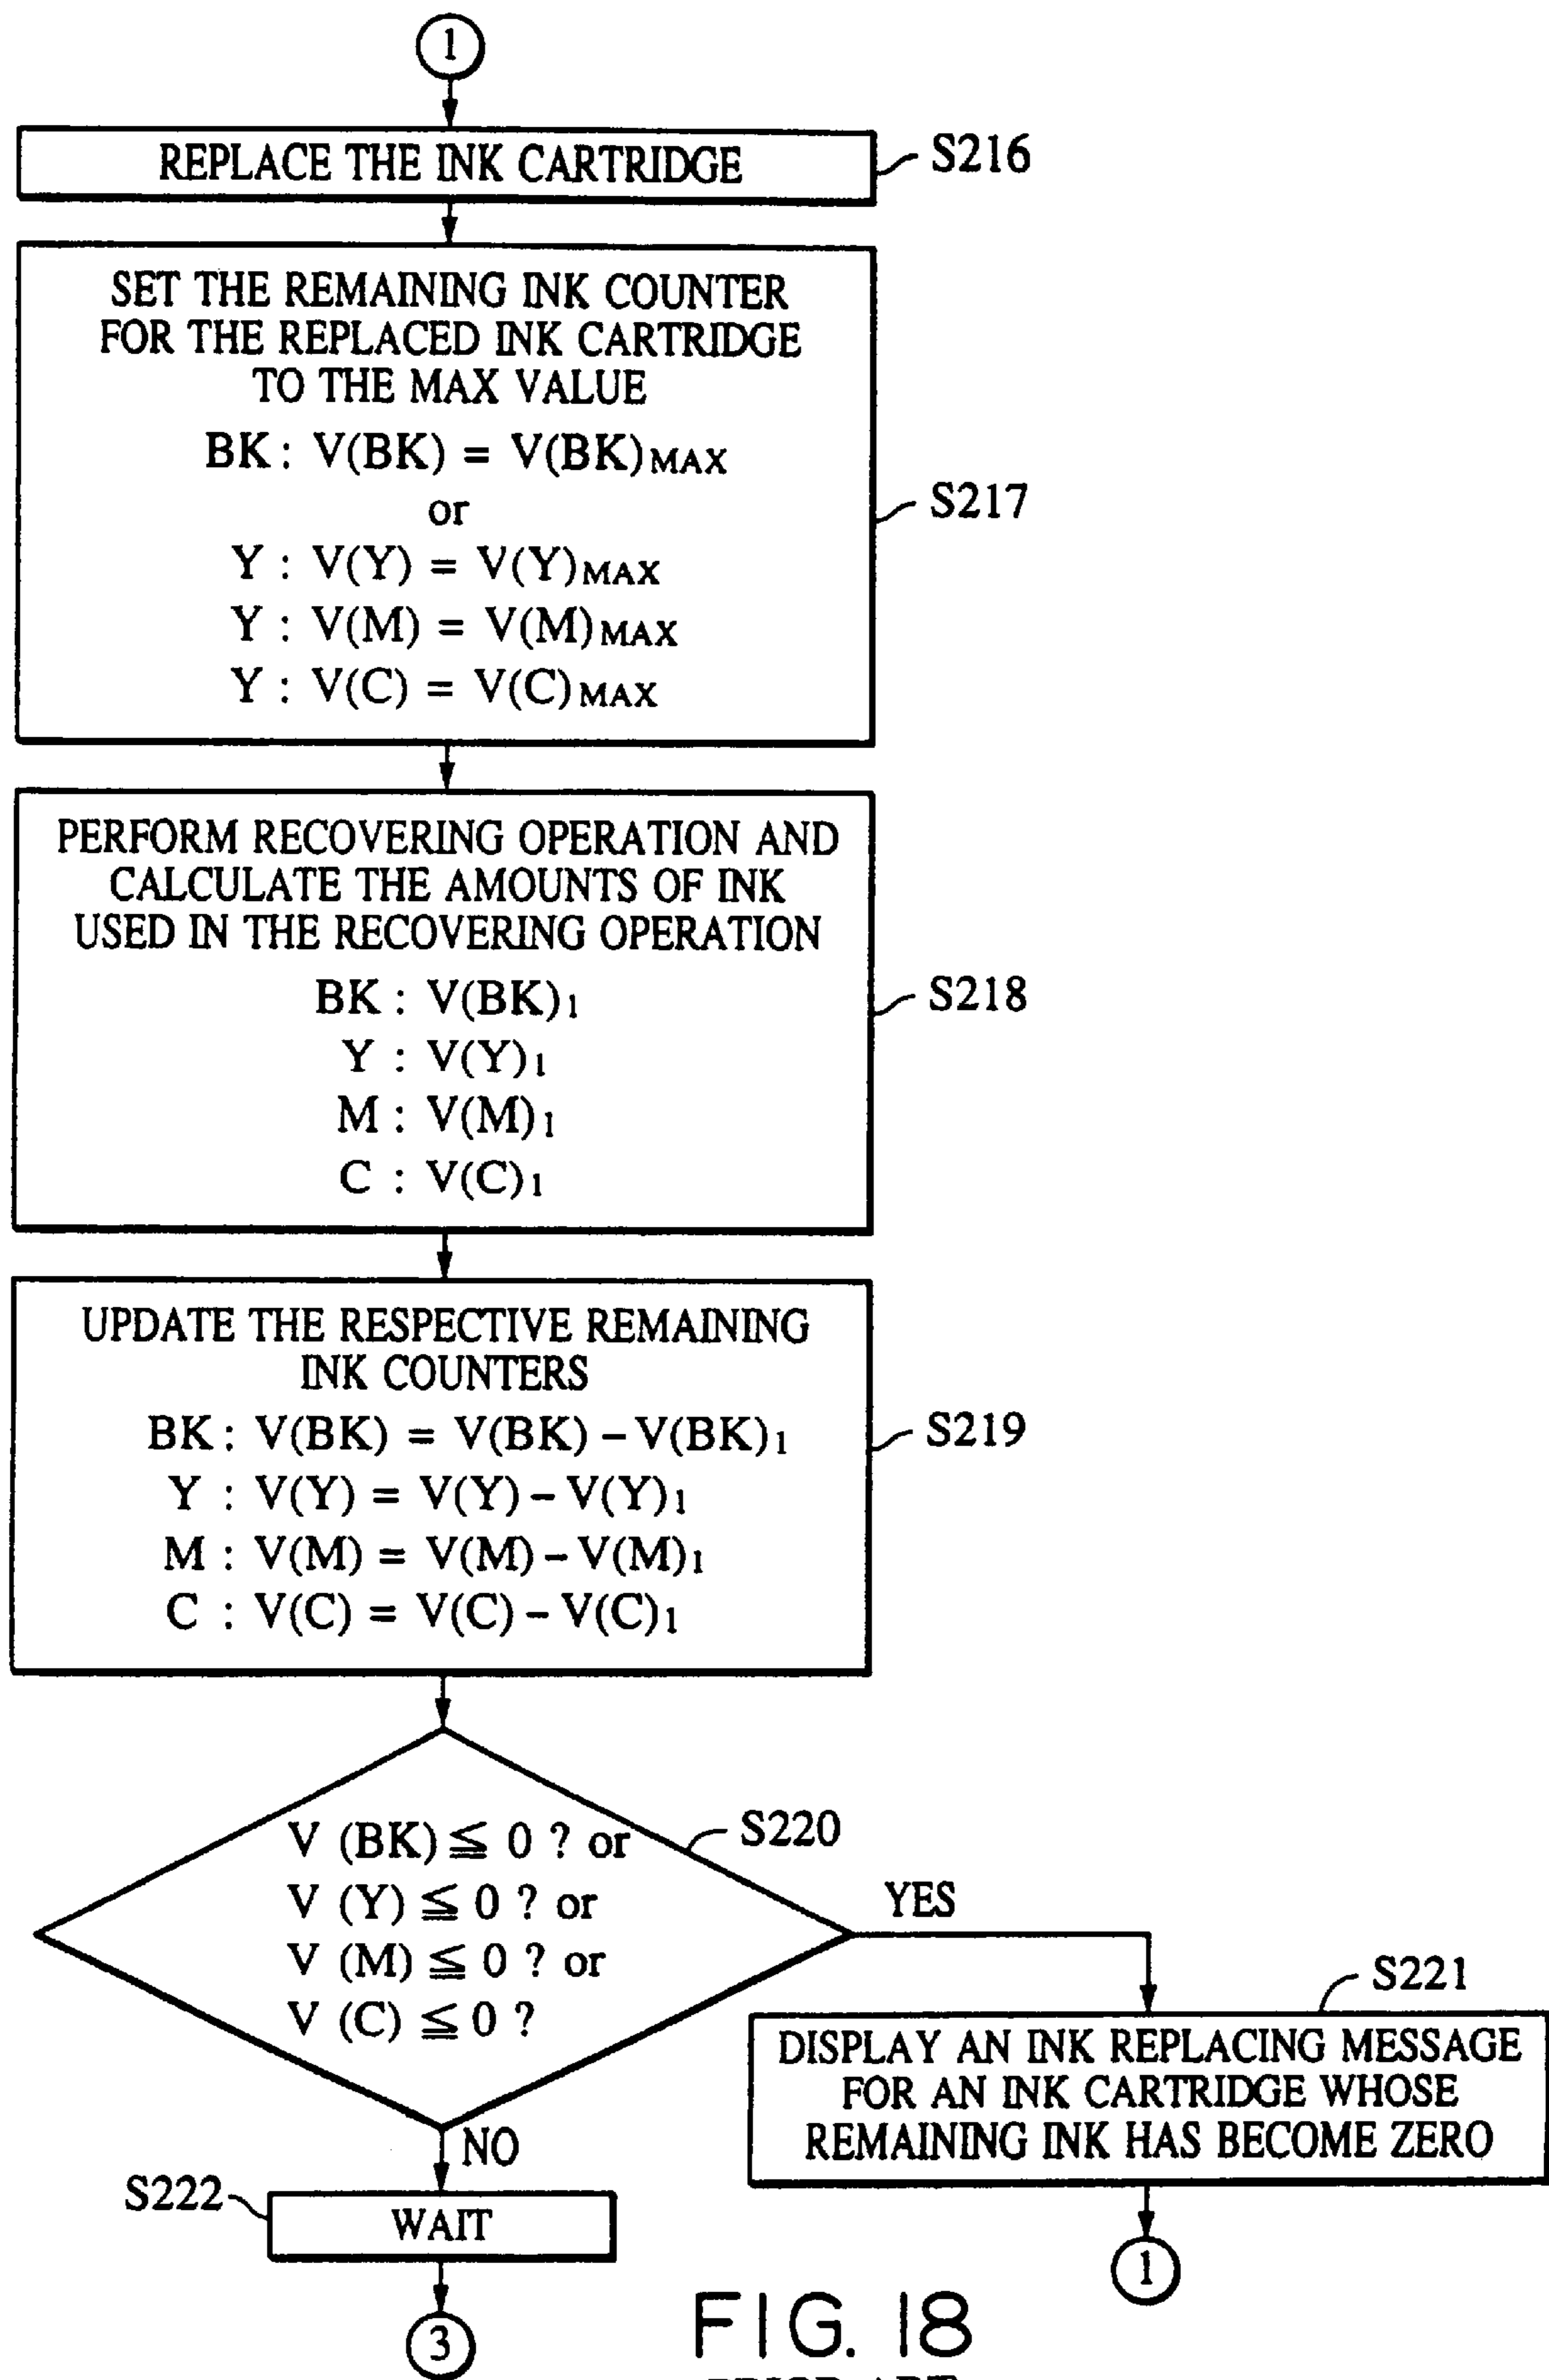 1
REPLACE THE INK CARTRIDGE
S216
SET THE REMAINING INK COUNTER
FOR THE REPLACED INK CARTRIDGE
TO THE MAX VALUE
BK : V(BK) = V(BK)MAX
or
Y : V(Y) = V(Y)MAX
Y : V(M) = V(M)MAX
Y : V(C) = V(C)MAX
S217
PERFORM RECOVERING OPERATION AND
CALCULATE THE AMOUNTS OF INK
USED IN THE RECOVERING OPERATION
BK : V(BK)1
Y : V(Y)1
M : V(M)1
C : V(C)1
S218
UPDATE THE RESPECTIVE REMAINING
INK COUNTERS
BK : V(BK) = V(BK) – V(BK)1
Y : V(Y) = V(Y) – V(Y)1
M : V(M) = V(M) – V(M)1
C : V(C) = V(C) – V(C)1
S219
V (BK) ≦ 0 ? or
V (Y) ≦ 0 ? or
V (M) ≦ 0 ? or
V (C) ≦ 0 ?
S220
YES
S221
DISPLAY AN INK REPLACING MESSAGE
FOR AN INK CARTRIDGE WHOSE
REMAINING INK HAS BECOME ZERO
1
NO
S222
WAIT
3
FIG. 18
PRIOR ART